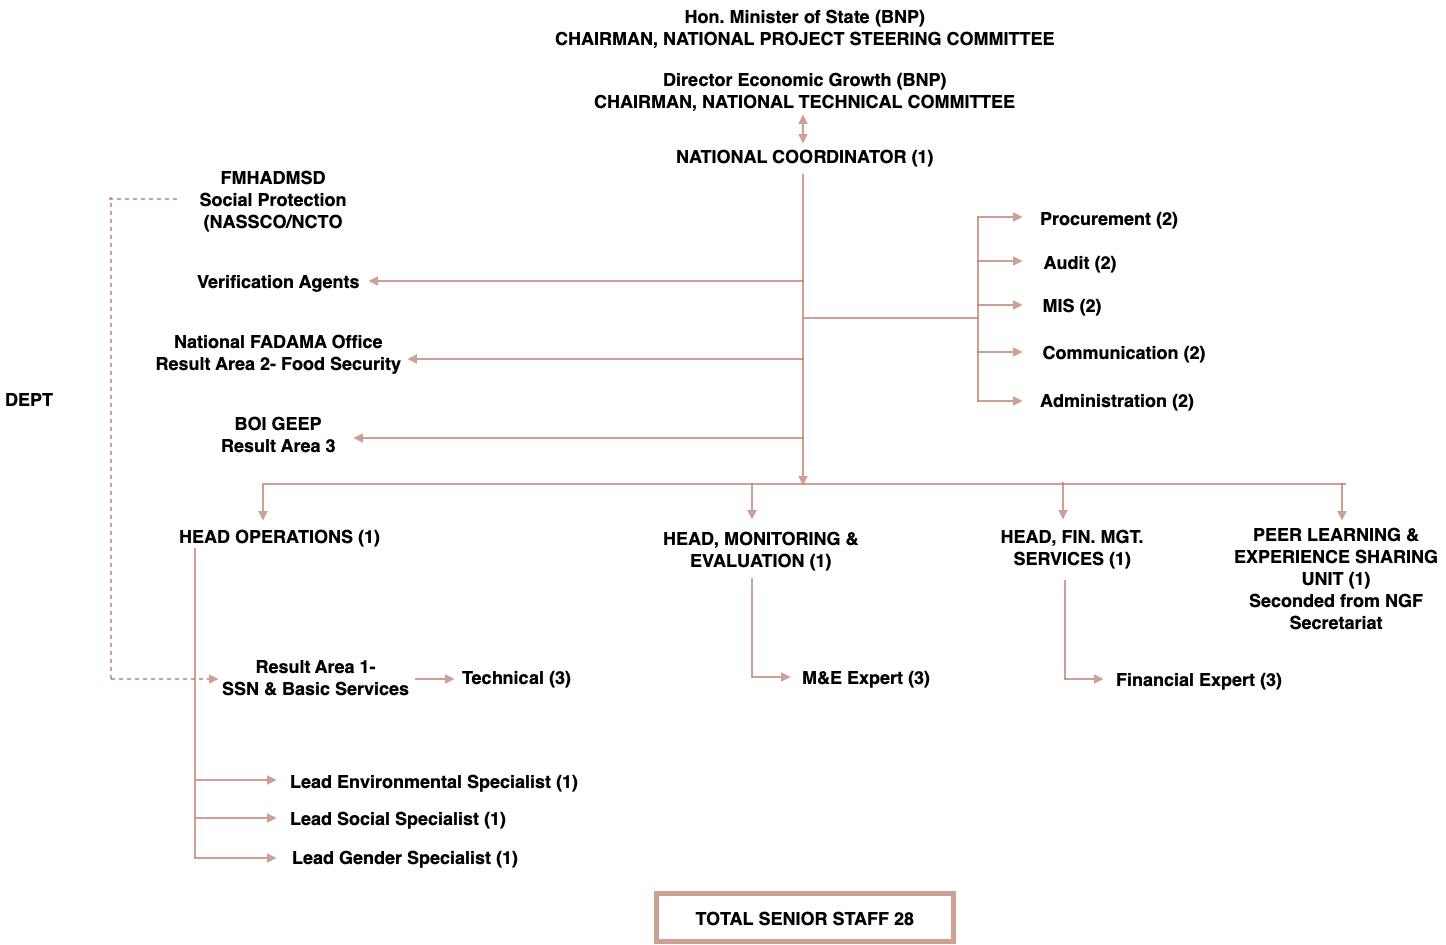 Hon. Minister of State (BNP)
CHAIRMAN, NATIONAL PROJECT STEERING COMMITTEE
Director Economic Growth (BNP)
CHAIRMAN, NATIONAL TECHNICAL COMMITTEE
NATIONAL COORDINATOR (1)
FMHADMSD
Social Protection
(NASSCO/NCTO
Verification Agents
National FADAMA Office
Result Area 2- Food Security
BOI GEEP
Result Area 3
DEPT
Procurement (2)
Audit (2)
MIS (2)
Communication (2)
Administration (2)
HEAD OPERATIONS (1)
HEAD, MONITORING &
EVALUATION (1)
HEAD, FIN. MGT.
SERVICES (1)
PEER LEARNING &
EXPERIENCE SHARING
UNIT (1)
Seconded from NGF
Secretariat
Result Area 1-
SSN & Basic Services
Technical (3)
M&E Expert (3)
Financial Expert (3)
Lead Environmental Specialist (1)
Lead Social Specialist (1)
Lead Gender Specialist (1)
TOTAL SENIOR STAFF 28